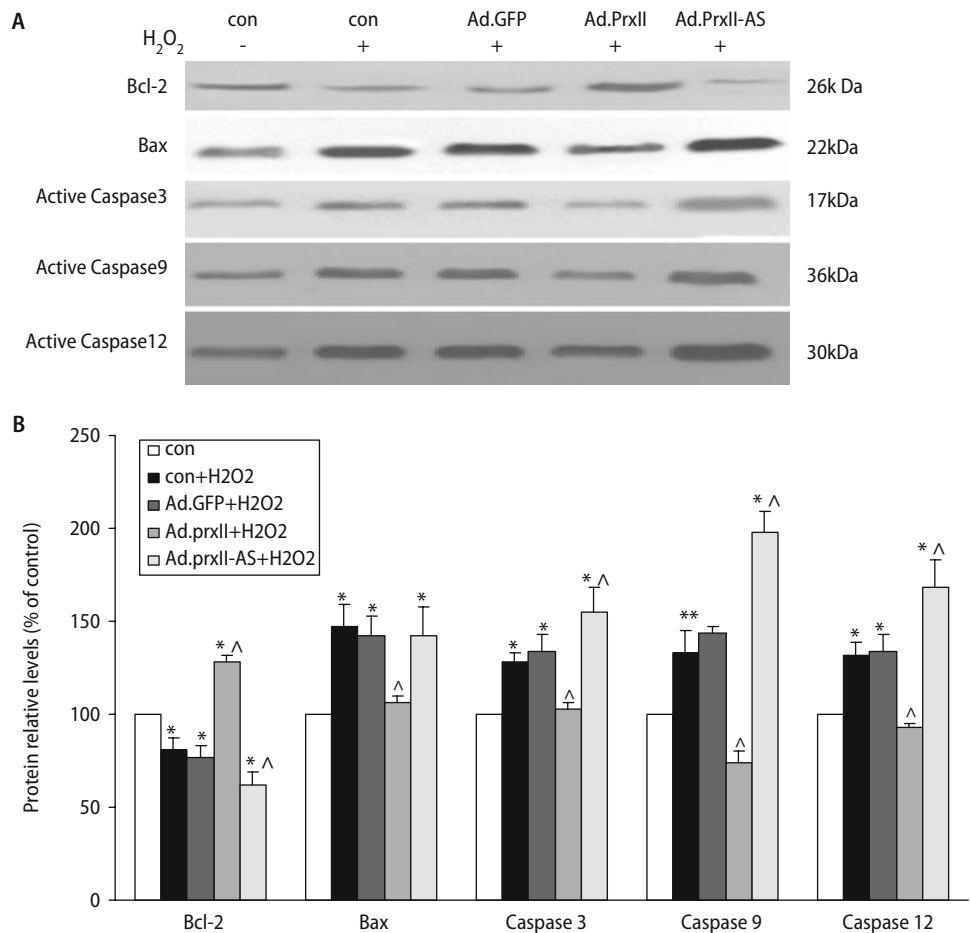 A
con con Ad.GFP Ad.PrxII Ad.PrxII-AS
H2O2 - + + + +
Bcl-2 26k Da
Bax 22kDa
Active Caspase3 17kDa
Active Caspase9 36kDa
Active Caspase12 30kDa
B
con
con+H2O2
Ad.GFP+H2O2
Ad.prxII+H2O2
Ad.prxII-AS+H2O2
Protein relative levels (% of control)
250
200
150
100
50
0
* * * ^ * ^
* * ^ *
* * ^ * ^
** ^ * ^
* * ^ * ^
Bcl-2 Bax Caspase 3 Caspase 9 Caspase 12